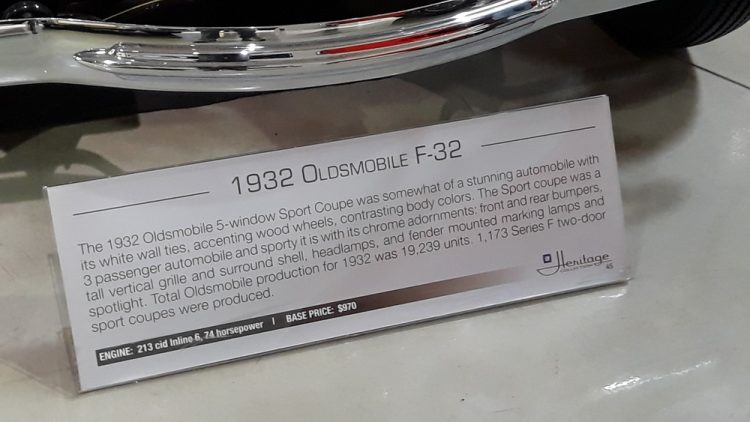 1932 OLDSMOBILE F-32
The 1932 Oldsmobile 5-window Sport Coupe was somewhat of a stunning automobile with
its white wall ties, accenting wood wheels, contrasting body colors. The Sport coupe was a
3 passenger automobile and sporty it is with its chrome adornments: front and rear bumpers,
tall vertical grille and surround shell, headlamps, and fender mounted marking lamps and
spotlight. Total Oldsmobile production for 1932 was 19,239 units. 1,173 Series F two-door
sport coupes were produced.
ENGINE: 213 cid Inline 6, 74 horsepower | BASE PRICE: $970
Heritage
COLLECTION
45